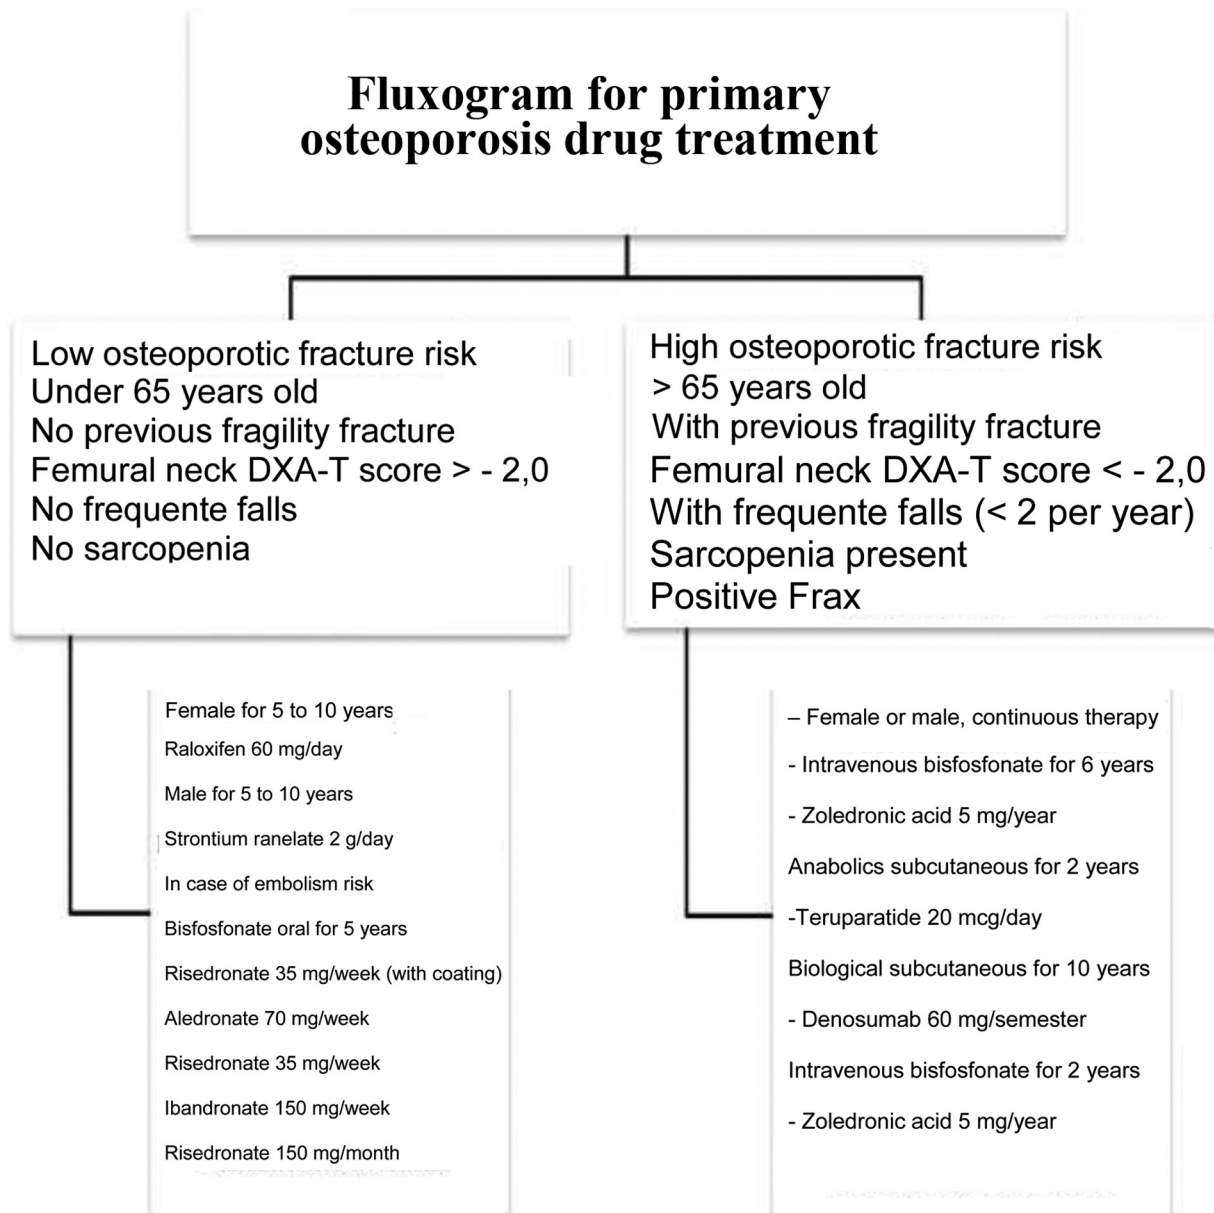 Fluxogram for primary
osteoporosis drug treatment
Low osteoporotic fracture risk
Under 65 years old
No previous fragility fracture
Femural neck DXA-T score > - 2,0
No frequente falls
No sarcopenia
High osteoporotic fracture risk
> 65 years old
With previous fragility fracture
Femural neck DXA-T score < - 2,0
With frequente falls (< 2 per year)
Sarcopenia present
Positive Frax
Female for 5 to 10 years
Raloxifen 60 mg/day
Male for 5 to 10 years
Strontium ranelate 2 g/day
In case of embolism risk
Bisfosfonate oral for 5 years
Risedronate 35 mg/week (with coating)
Aledronate 70 mg/week
Risedronate 35 mg/week
Ibandronate 150 mg/week
Risedronate 150 mg/month
– Female or male, continuous therapy
- Intravenous bisfosfonate for 6 years
- Zoledronic acid 5 mg/year
Anabolics subcutaneous for 2 years
-Teruparatide 20 mcg/day
Biological subcutaneous for 10 years
- Denosumab 60 mg/semester
Intravenous bisfosfonate for 2 years
- Zoledronic acid 5 mg/year